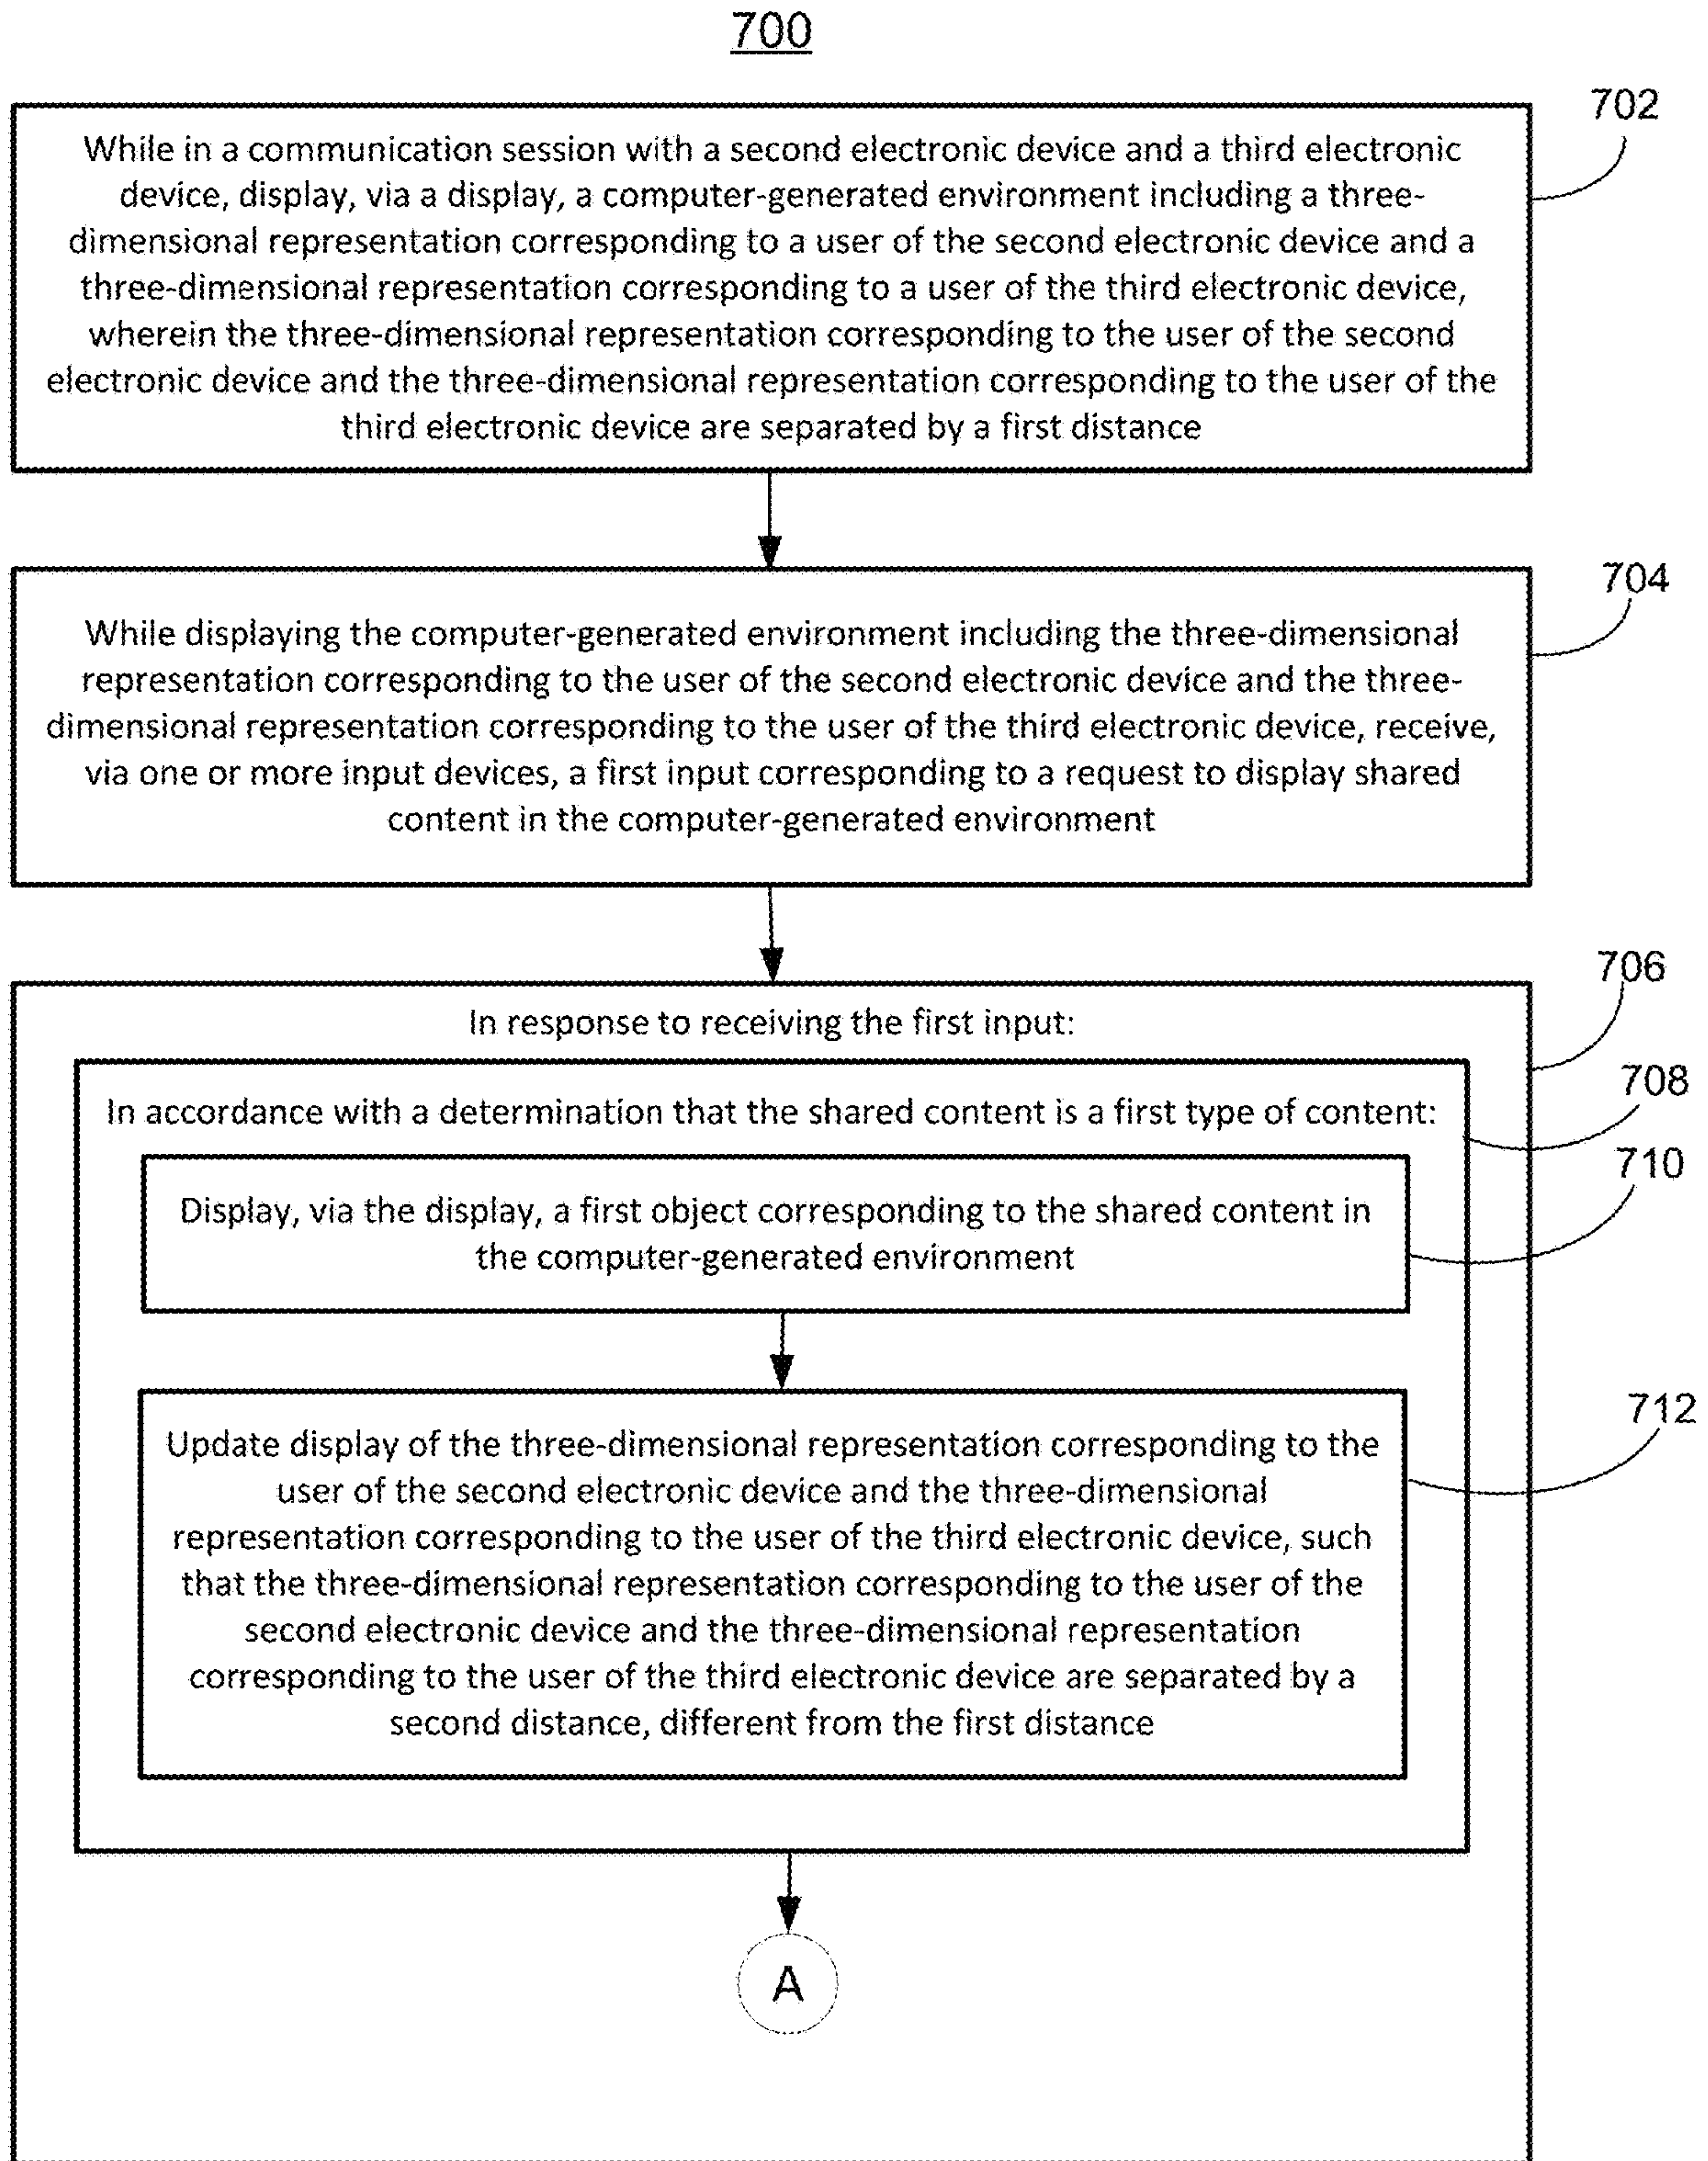 700
702
While in a communication session with a second electronic device and a third electronic
device, display, via a display, a computer-generated environment including a three-
dimensional representation corresponding to a user of the second electronic device and a
three-dimensional representation corresponding to a user of the third electronic device,
wherein the three-dimensional representation corresponding to the user of the second
electronic device and the three-dimensional representation corresponding to the user of the
third electronic device are separated by a first distance
704
While displaying the computer-generated environment including the three-dimensional
representation corresponding to the user of the second electronic device and the three-
dimensional representation corresponding to the user of the third electronic device, receive,
via one or more input devices, a first input corresponding to a request to display shared
content in the computer-generated environment
706
In response to receiving the first input:
708
In accordance with a determination that the shared content is a first type of content:
710
Display, via the display, a first object corresponding to the shared content in
the computer-generated environment
712
Update display of the three-dimensional representation corresponding to the
user of the second electronic device and the three-dimensional
representation corresponding to the user of the third electronic device, such
that the three-dimensional representation corresponding to the user of the
second electronic device and the three-dimensional representation
corresponding to the user of the third electronic device are separated by a
second distance, different from the first distance
A